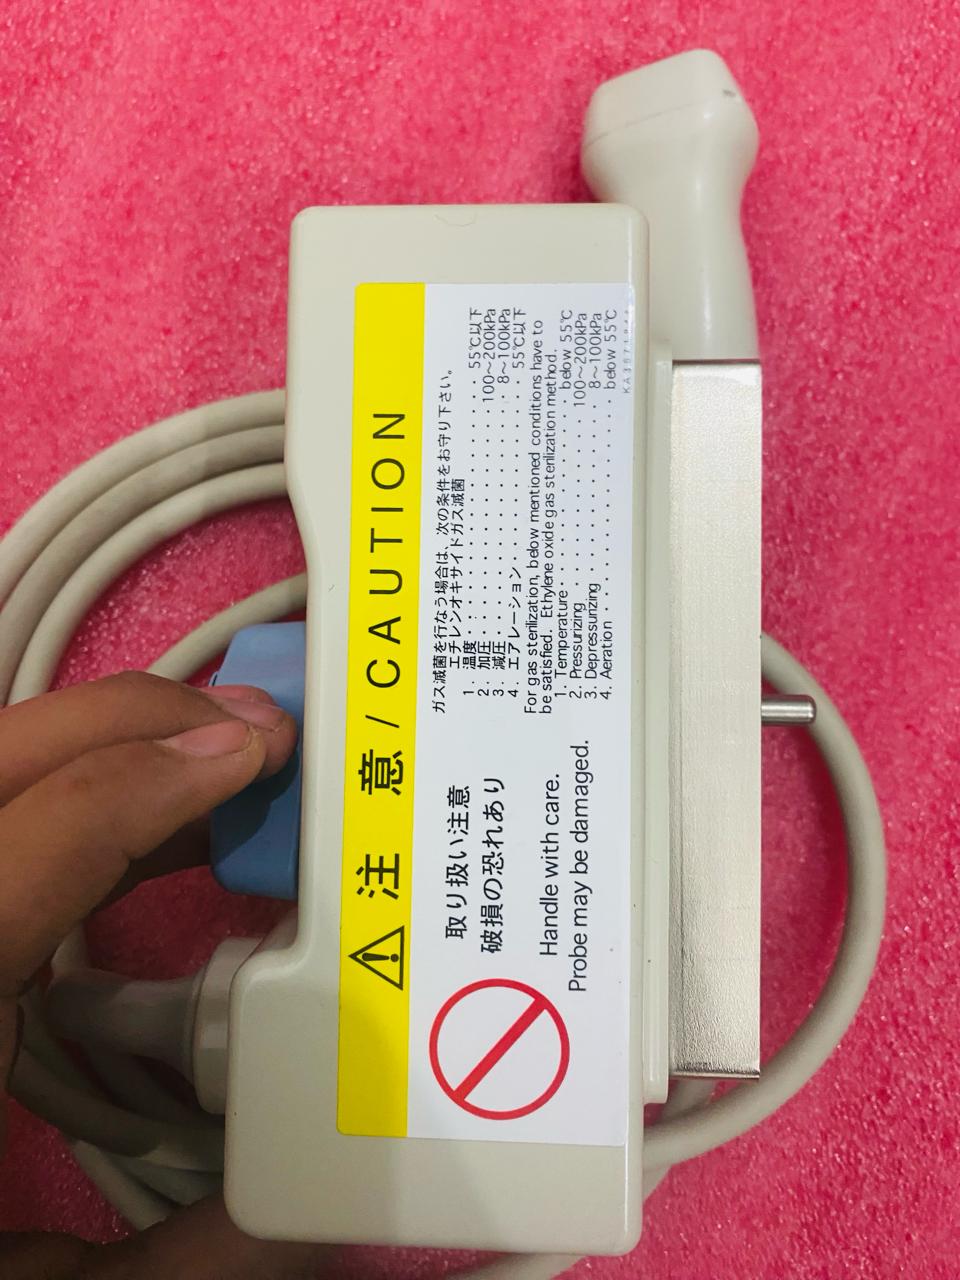 ⚠ 注 意/CAUTION
取り扱い注意
破損の恐れあり
Handle with care.
Probe may be damaged.
ガス滅菌を行なう場合は、次の条件をお守り下さい。
エチレンオキサイドガス滅菌
1. 温度 . . . . . . . . . . . . . . . . 55℃以下
2. 加圧 . . . . . . . . . . . . . . . . 100～200kPa
3. 減圧 . . . . . . . . . . . . . . . . 8～100kPa
4. エアレーション . . . . . . . . . . 55℃以下
For gas sterilization, below mentioned conditions have to
be satisfied. Ethylene oxide gas sterilization method.
1. Temperature . . . . . . . . . . . . below 55℃
2. Pressurizing . . . . . . . . . . . . 100～200kPa
3. Depressurizing . . . . . . . . . . 8～100kPa
4. Aeration . . . . . . . . . . . . . . below 55℃